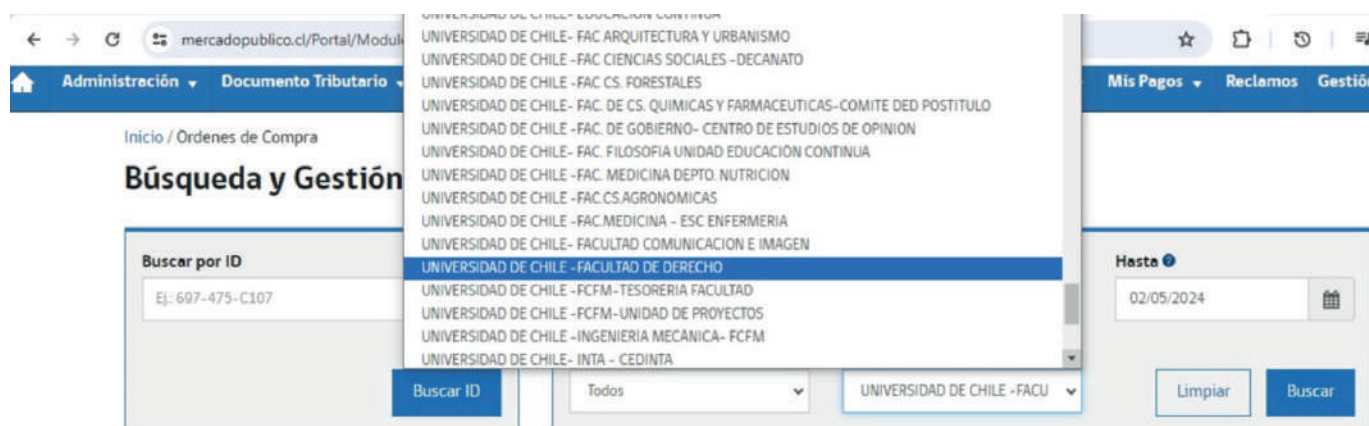 UNIVERSIDAD DE CHILE- EDUCACION CONTINUA
mercadopublico.cl/Portal/Modul
UNIVERSIDAD DE CHILE- FAC ARQUITECTURA Y URBANISMO
UNIVERSIDAD DE CHILE -FAC CIENCIAS SOCIALES -DECANATO
Administración Documento Tributario
UNIVERSIDAD DE CHILE -FAC CS. FORESTALES
Mis Pagos Reclamos Gestión
UNIVERSIDAD DE CHILE- FAC. DE CS. QUIMICAS Y FARMACEUTICAS-COMITE DED POSTITULO
Inicio / Ordenes de Compra
UNIVERSIDAD DE CHILE -FAC. DE GOBIERNO- CENTRO DE ESTUDIOS DE OPINION
UNIVERSIDAD DE CHILE- FAC. FILOSOFIA UNIDAD EDUCACIÓN CONTINUA
Búsqueda y Gestión
UNIVERSIDAD DE CHILE -FAC. MEDICINA DEPTO. NUTRICION
UNIVERSIDAD DE CHILE -FAC.CS.AGRONOMICAS
UNIVERSIDAD DE CHILE -FAC.MEDICINA - ESC ENFERMERIA
UNIVERSIDAD DE CHILE- FACULTAD COMUNICACION E IMAGEN
Buscar por ID
UNIVERSIDAD DE CHILE -FACULTAD DE DERECHO
Hasta
Ej.: 697-475-C107
UNIVERSIDAD DE CHILE -FCFM-TESORERIA FACULTAD
02/05/2024
UNIVERSIDAD DE CHILE -FCFM-UNIDAD DE PROYECTOS
UNIVERSIDAD DE CHILE -INGENIERIA MECÁNICA- FCFM
UNIVERSIDAD DE CHILE- INTA - CEDINTA
Buscar ID
Todos
UNIVERSIDAD DE CHILE -FACU
Limpiar
Buscar